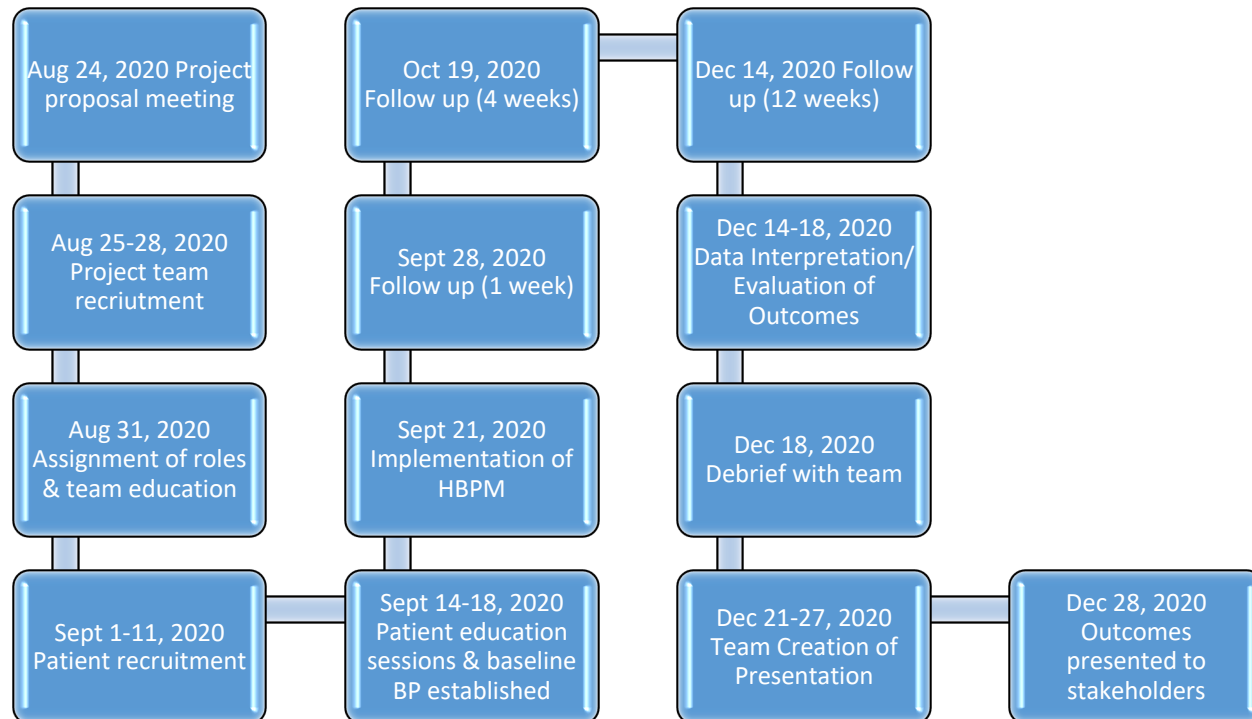 Aug 24, 2020 Project
proposal meeting
Aug 25-28, 2020
Project team
recriutment
Aug 31, 2020
Assignment of roles
& team education
Sept 1-11, 2020
Patient recruitment
Sept 14-18, 2020
Patient education
sessions & baseline
BP established
Sept 21, 2020
Implementation of
HBPM
Sept 28, 2020
Follow up (1 week)
Oct 19, 2020
Follow up (4 weeks)
Dec 14, 2020 Follow
up (12 weeks)
Dec 14-18, 2020
Data Interpretation/
Evaluation of
Outcomes
Dec 18, 2020
Debrief with team
Dec 21-27, 2020
Team Creation of
Presentation
Dec 28, 2020
Outcomes
presented to
stakeholders